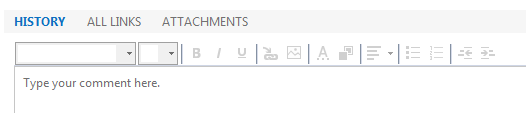 HISTORY ALL LINKS ATTACHMENTS
B I U A
Type your comment here.